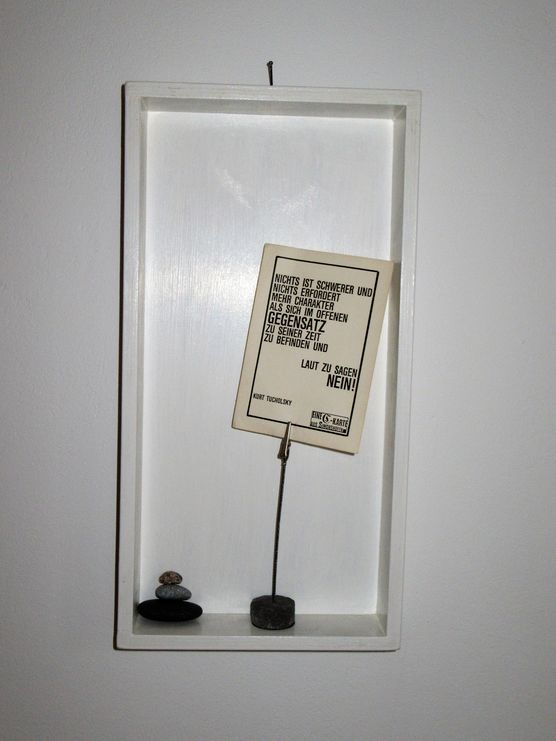 NICHTS IST SCHWERER UND
NICHTS ERFORDERT
MEHR CHARAKTER
ALS SICH IM OFFENEN
GEGENSATZ
ZU SEINER ZEIT
ZU BEFINDEN UND
LAUT ZU SAGEN
NEIN!
KURT TUCHOLSKY
EINE KARTE